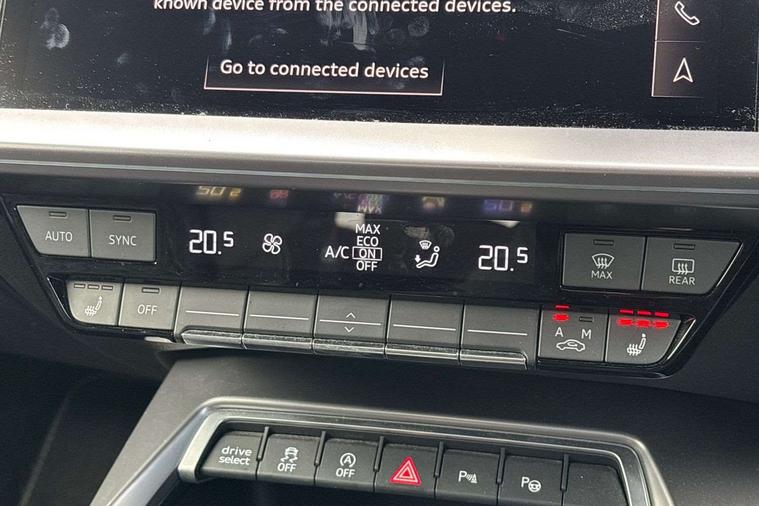 known device from the connected devices.
Go to connected devices
AUTO
SYNC
20.5
A/C
MAX
ECO
ON
OFF
20.5
MAX
REAR
OFF
A M
drive
select
OFF
A
OFF
P
P